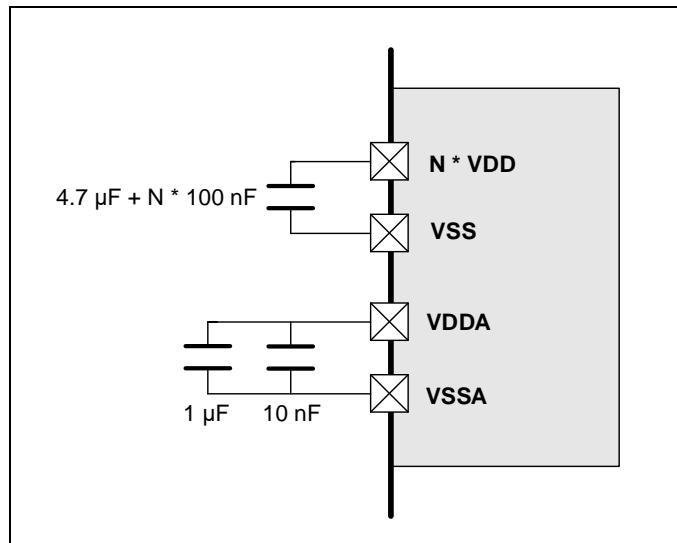 N * VDD
4.7 µF + N * 100 nF
VSS
VDDA
VSSA
1 µF 10 nF